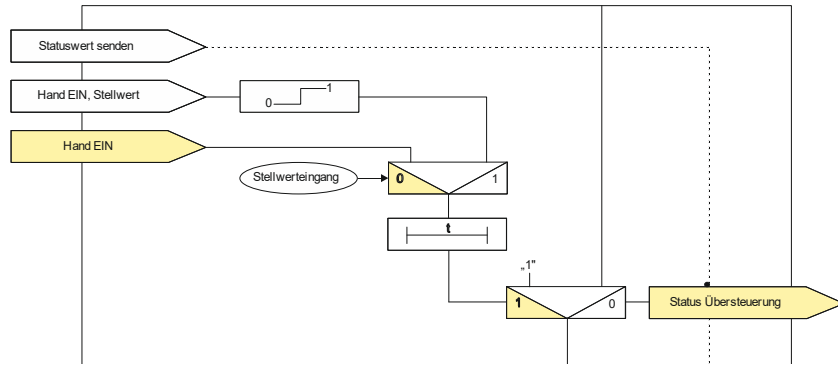 Statuswert senden
Hand EIN, Stellwert
0 1
Hand EIN
Stellwerteingang
0 1
t
„1"
1 0
Status Übersteuerung